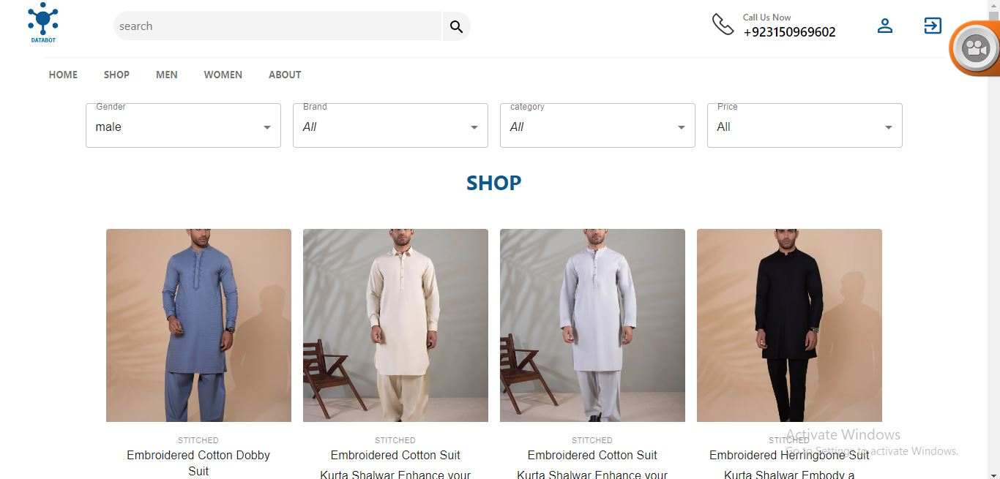 DATABOT
search
Call Us Now
+923150969602
HOME SHOP MEN WOMEN ABOUT
Gender Brand category Price
male All All All
SHOP
STITCHED STITCHED STITCHED STITCHED
Embroidered Cotton Dobby Embroidered Cotton Suit Embroidered Cotton Suit Embroidered Herringbone Suit
Suit Kurta Shalwar Enhance your Kurta Shalwar Enhance your Kurta Shalwar Embody a
Activate Windows
Go to Settings to activate Windows.